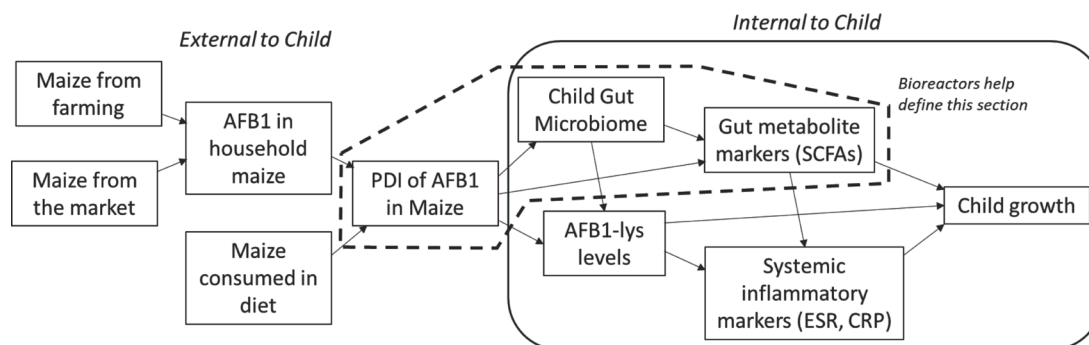 External to Child
Internal to Child
Maize from
farming
Maize from
the market
AFB1 in
household
maize
Maize
consumed in
diet
PDI of AFB1
in Maize
Child Gut
Microbiome
AFB1-lys
levels
Gut metabolite
markers (SCFAs)
Systemic
inflammatory
markers (ESR, CRP)
Bioreactors help
define this section
Child growth